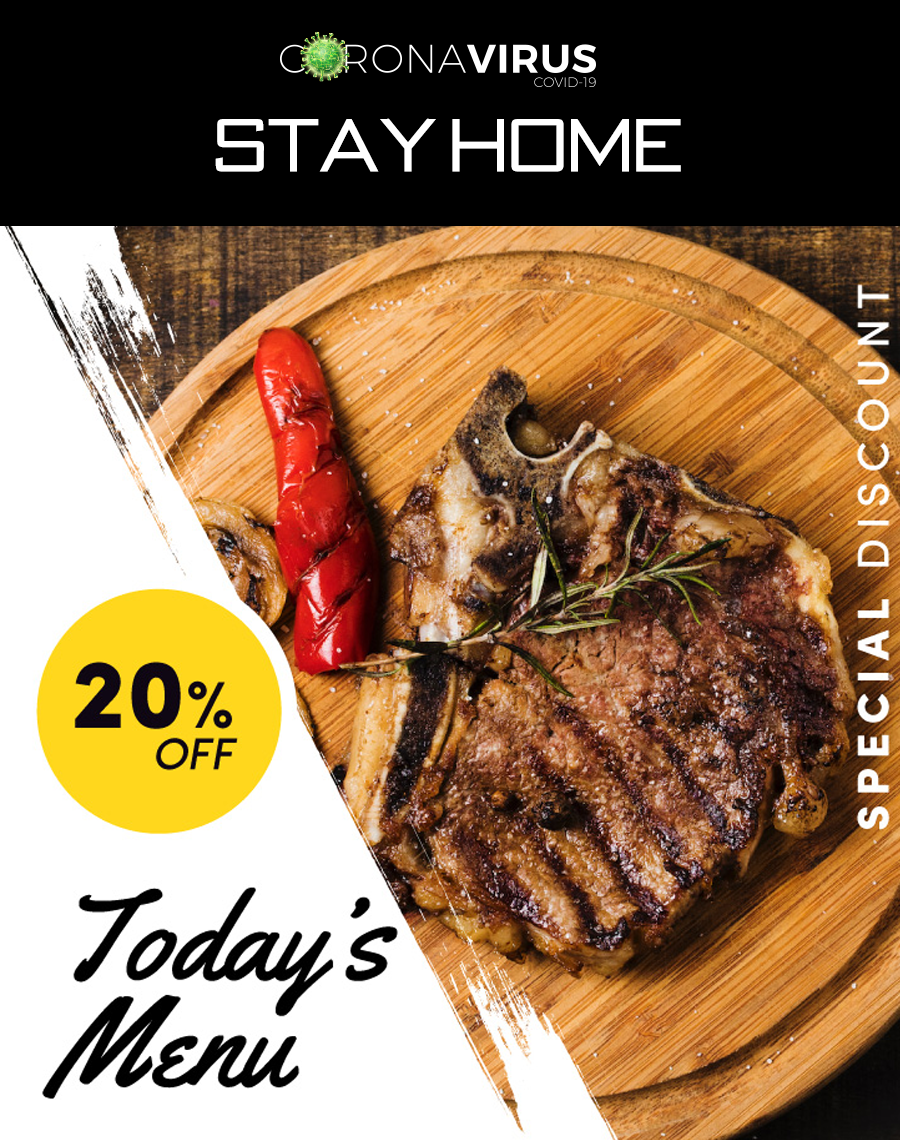 CORONAVIRUS
COVID-19
STAY HOME
SPECIAL DISCOUNT
20%
OFF
Today's
Menu